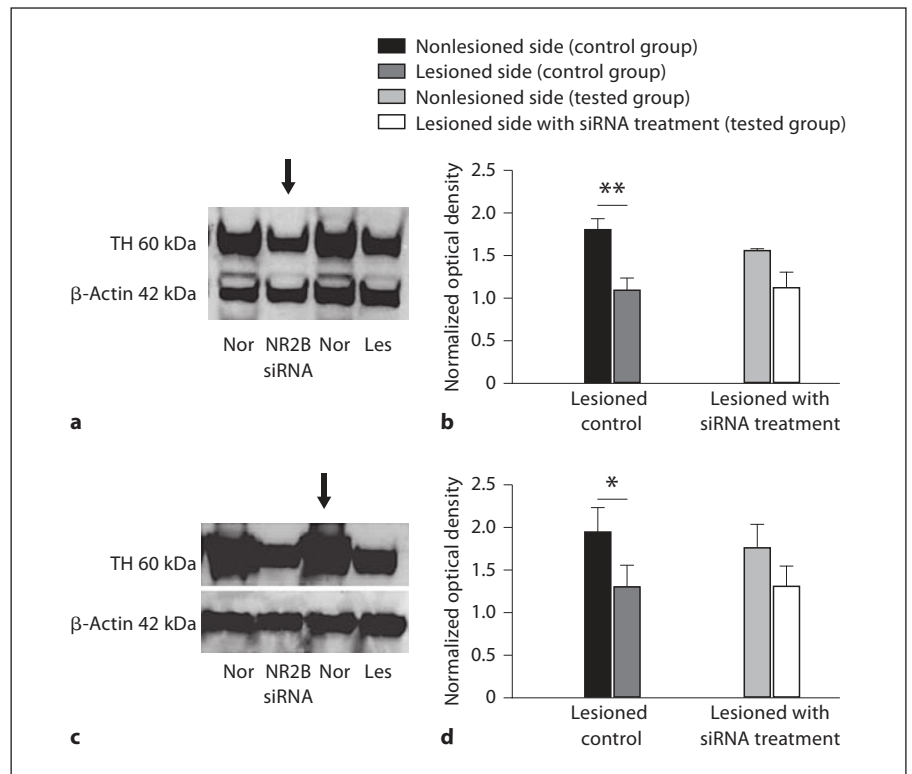 Nonlesioned side (control group)
Lesioned side (control group)
Nonlesioned side (tested group)
Lesioned side with siRNA treatment (tested group)
TH 60 kDa
β-Actin 42 kDa
Nor NR2B Nor Les
siRNA
a
Normalized optical density
2.5
2.0
1.5
1.0
0.5
0
**
Lesioned
control
Lesioned with
siRNA treatment
b
TH 60 kDa
β-Actin 42 kDa
Nor NR2B Nor Les
siRNA
c
Normalized optical density
2.5
2.0
1.5
1.0
0.5
0
*
Lesioned
control
Lesioned with
siRNA treatment
d